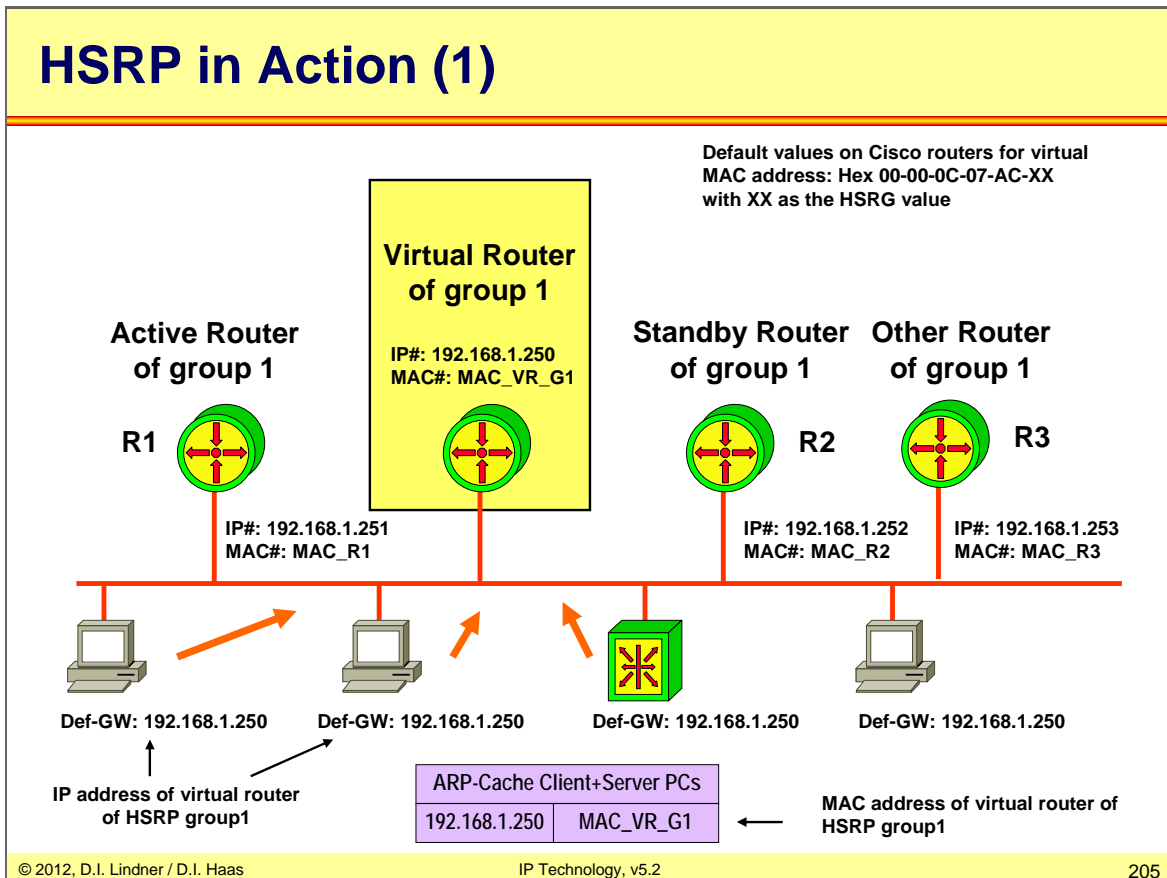 HSRP in Action (1)
Default values on Cisco routers for virtual
MAC address: Hex 00-00-0C-07-AC-XX
with XX as the HSRG value
Virtual Router
of group 1
IP#: 192.168.1.250
MAC#: MAC_VR_G1
Active Router
of group 1
R1
IP#: 192.168.1.251
MAC#: MAC_R1
Standby Router
of group 1
R2
IP#: 192.168.1.252
MAC#: MAC_R2
Other Router
of group 1
R3
IP#: 192.168.1.253
MAC#: MAC_R3
Def-GW: 192.168.1.250
Def-GW: 192.168.1.250
Def-GW: 192.168.1.250
Def-GW: 192.168.1.250
IP address of virtual router
of HSRP group1
ARP-Cache Client+Server PCs
192.168.1.250 MAC_VR_G1
MAC address of virtual router of
HSRP group1
© 2012, D.I. Lindner / D.I. Haas
IP Technology, v5.2
205